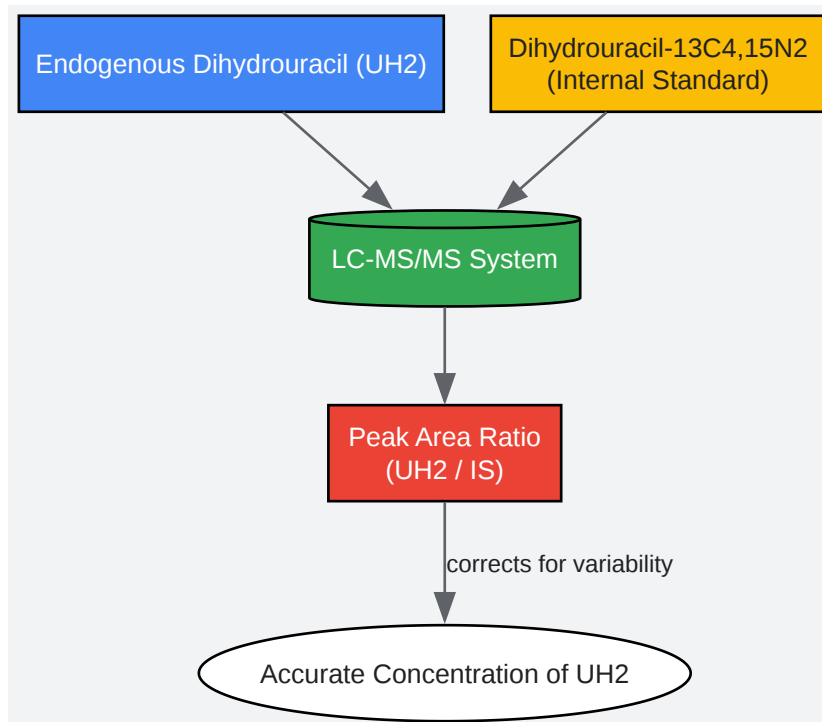 Endogenous Dihydrouracil (UH2)
Dihydrouracil-13C4,15N2
(Internal Standard)
LC-MS/MS System
Peak Area Ratio
(UH2 / IS)
corrects for variability
Accurate Concentration of UH2